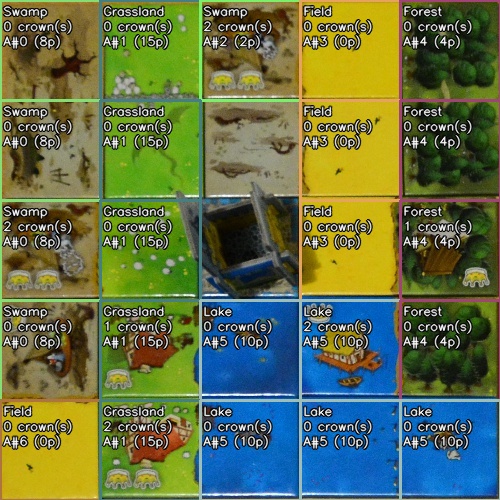 Swamp
0 crown(s)
A#0 (8p)
Grassland
0 crown(s)
A#1 (15p)
Swamp
2 crown(s)
A#2 (2p)
Field
0 crown(s)
A#3 (0p)
Forest
0 crown(s)
A#4 (4p)
Swamp
0 crown(s)
A#0 (8p)
Grassland
0 crown(s)
A#1 (15p)
Field
0 crown(s)
A#3 (0p)
Forest
0 crown(s)
A#4 (4p)
Swamp
2 crown(s)
A#0 (8p)
Grassland
0 crown(s)
A#1 (15p)
Field
0 crown(s)
A#3 (0p)
Forest
1 crown(s)
A#4 (4p)
Swamp
0 crown(s)
A#0 (8p)
Grassland
1 crown(s)
A#1 (15p)
Lake
0 crown(s)
A#5 (10p)
Lake
2 crown(s)
A#5 (10p)
Forest
0 crown(s)
A#4 (4p)
Field
0 crown(s)
A#6 (0p)
Grassland
2 crown(s)
A#1 (15p)
Lake
0 crown(s)
A#5 (10p)
Lake
0 crown(s)
A#5 (10p)
Lake
0 crown(s)
A#5 (10p)